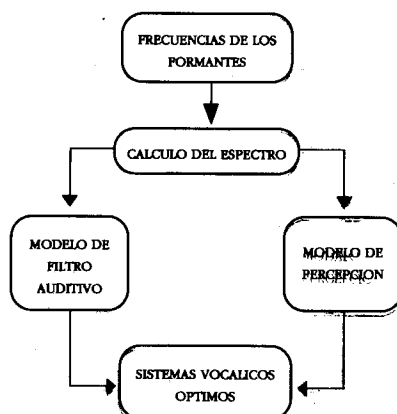 FRECUENCIAS DE LOS
FORMANTES
CALCULO DEL ESPECTRO
MODELO DE
FILTRO
AUDITIVO
MODELO DE
PERCEPCION
SISTEMAS VOCALICOS
OPTIMOS